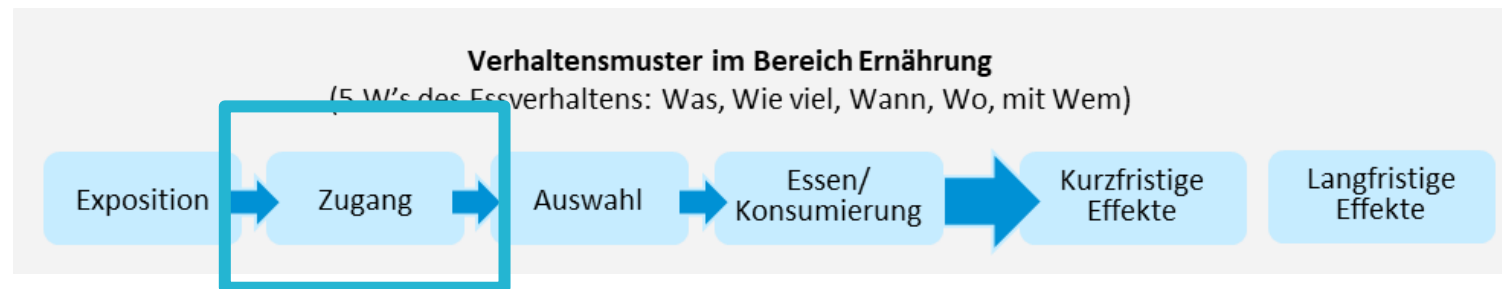 Verhaltensmuster im Bereich Ernährung
(5 W's des Essverhaltens: Was, Wie viel, Wann, Wo, mit Wem)
Exposition
Zugang
Auswahl
Essen/
Konsumierung
Kurzfristige
Effekte
Langfristige
Effekte